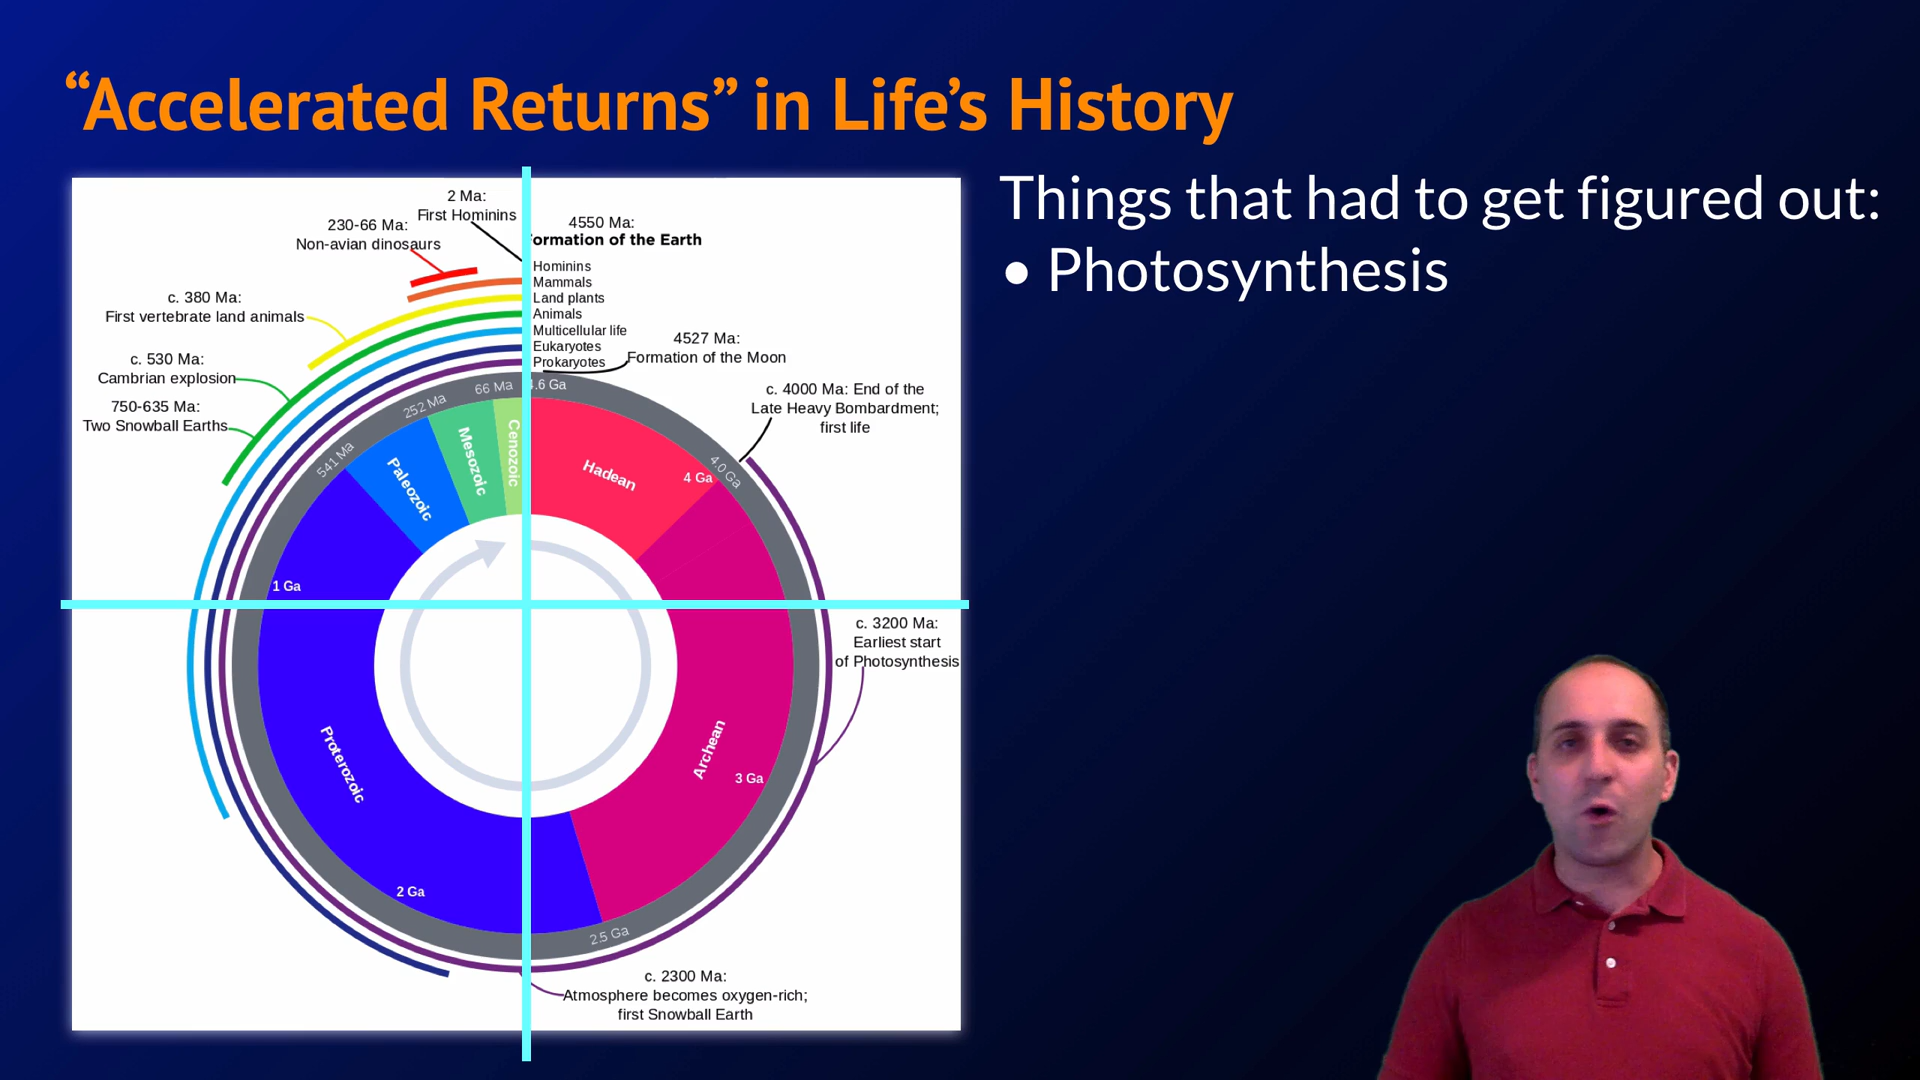 “Accelerated Returns” in Life’s History
Things that had to get figured out:
• Photosynthesis
2 Ma:
First Hominins
230-66 Ma:
Non-avian dinosaurs
c. 380 Ma:
First vertebrate land animals
c. 530 Ma:
Cambrian explosion
750-635 Ma:
Two Snowball Earths
4550 Ma:
Formation of the Earth
Hominins
Mammals
Land plants
Animals
Multicellular life
Eukaryotes
Prokaryotes
4527 Ma:
Formation of the Moon
c. 4000 Ma: End of the
Late Heavy Bombardment;
first life
c. 3200 Ma:
Earliest start
of Photosynthesis
c. 2300 Ma:
Atmosphere becomes oxygen-rich;
first Snowball Earth
4.6 Ga
4.0 Ga
2.5 Ga
541 Ma
252 Ma
66 Ma
Hadean
4 Ga
Archean
3 Ga
Proterozoic
2 Ga
1 Ga
Paleozoic
Mesozoic
Cenozoic